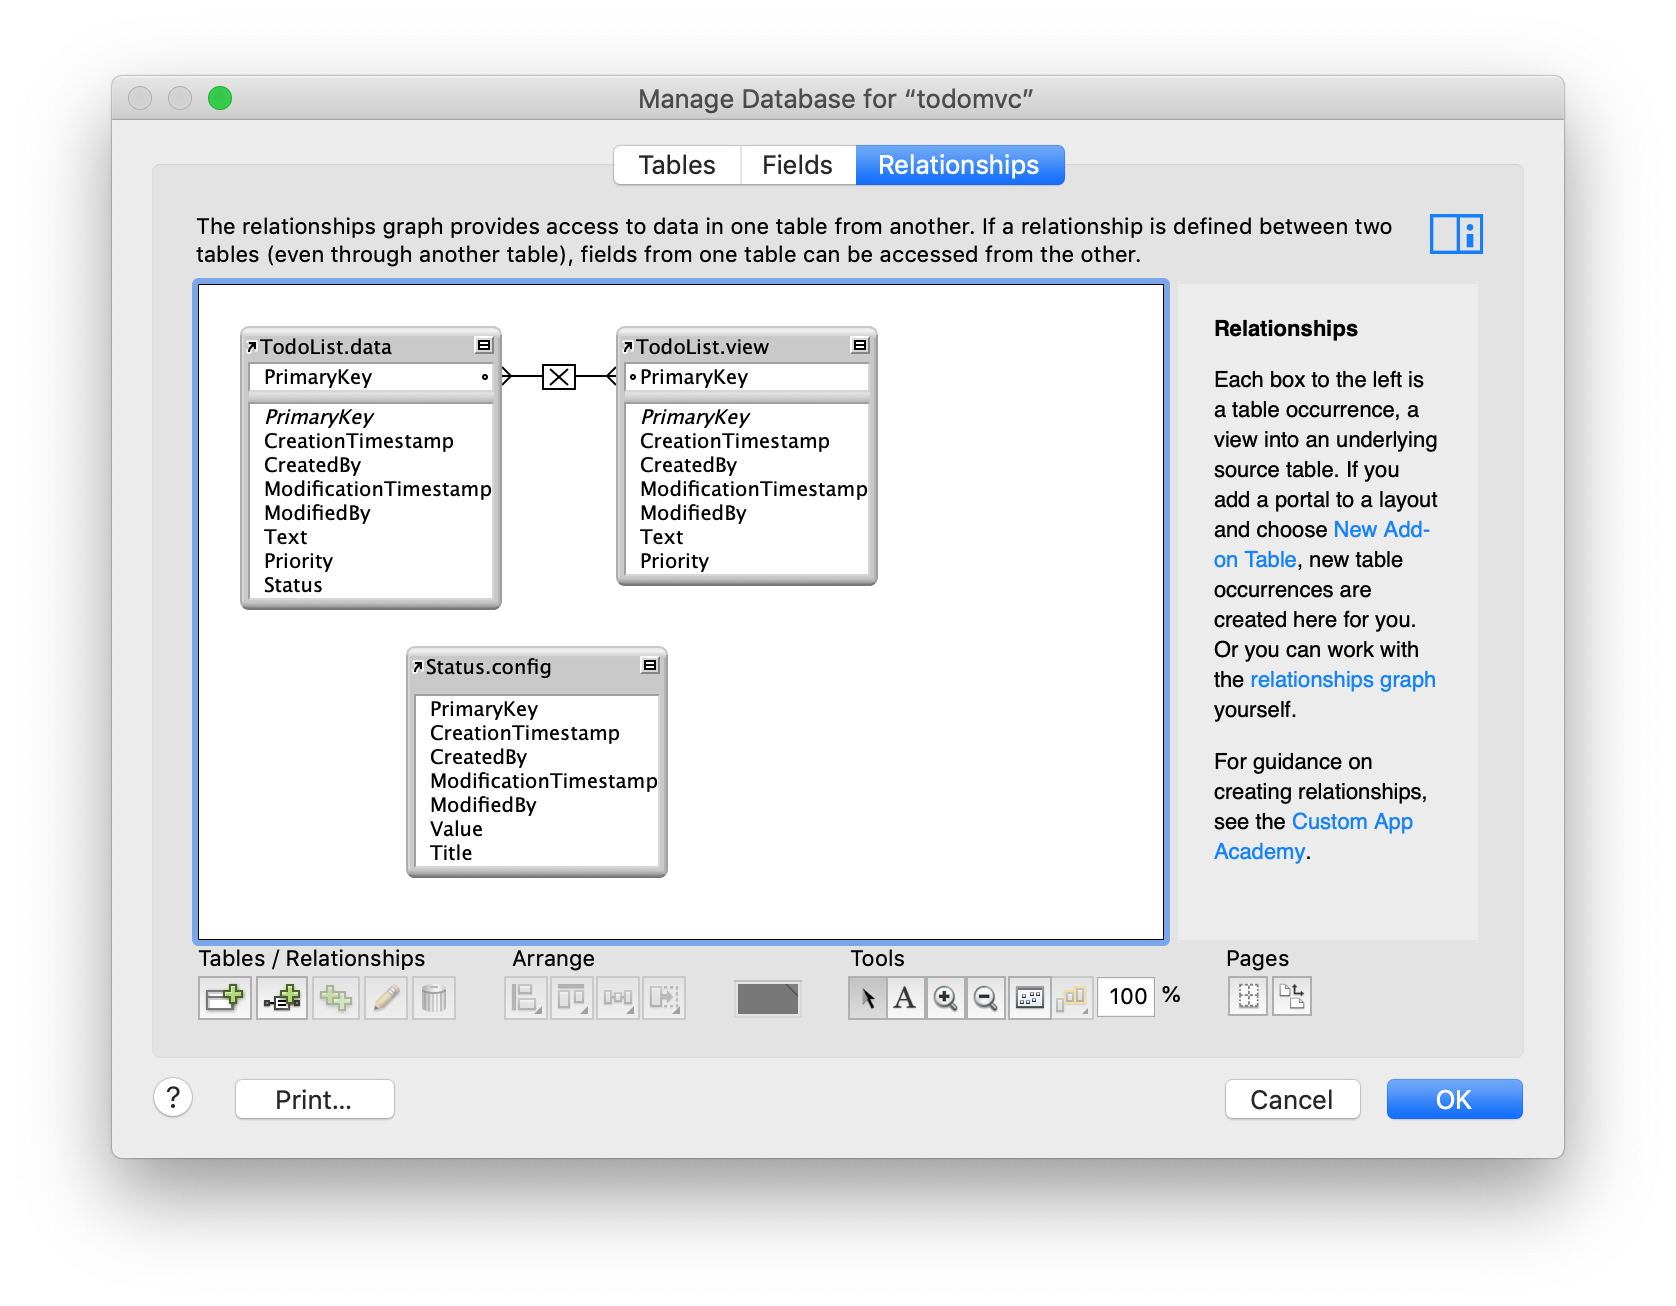 Manage Database for “todomvc”
Tables
Fields
Relationships
The relationships graph provides access to data in one table from another. If a relationship is defined between two
tables (even through another table), fields from one table can be accessed from the other.
TodoList.data
PrimaryKey
PrimaryKey
CreationTimestamp
CreatedBy
ModificationTimestamp
ModifiedBy
Text
Priority
Status
TodoList.view
PrimaryKey
PrimaryKey
CreationTimestamp
CreatedBy
ModificationTimestamp
ModifiedBy
Text
Priority
Status.config
PrimaryKey
CreationTimestamp
CreatedBy
ModificationTimestamp
ModifiedBy
Value
Title
Relationships
Each box to the left is
a table occurrence, a
view into an underlying
source table. If you
add a portal to a layout
and choose New Add-
on Table, new table
occurrences are
created here for you.
Or you can work with
the relationships graph
yourself.
For guidance on
creating relationships,
see the Custom App
Academy.
Tables / Relationships
Arrange
Tools
A
100 %
Pages
?
Print...
Cancel
OK